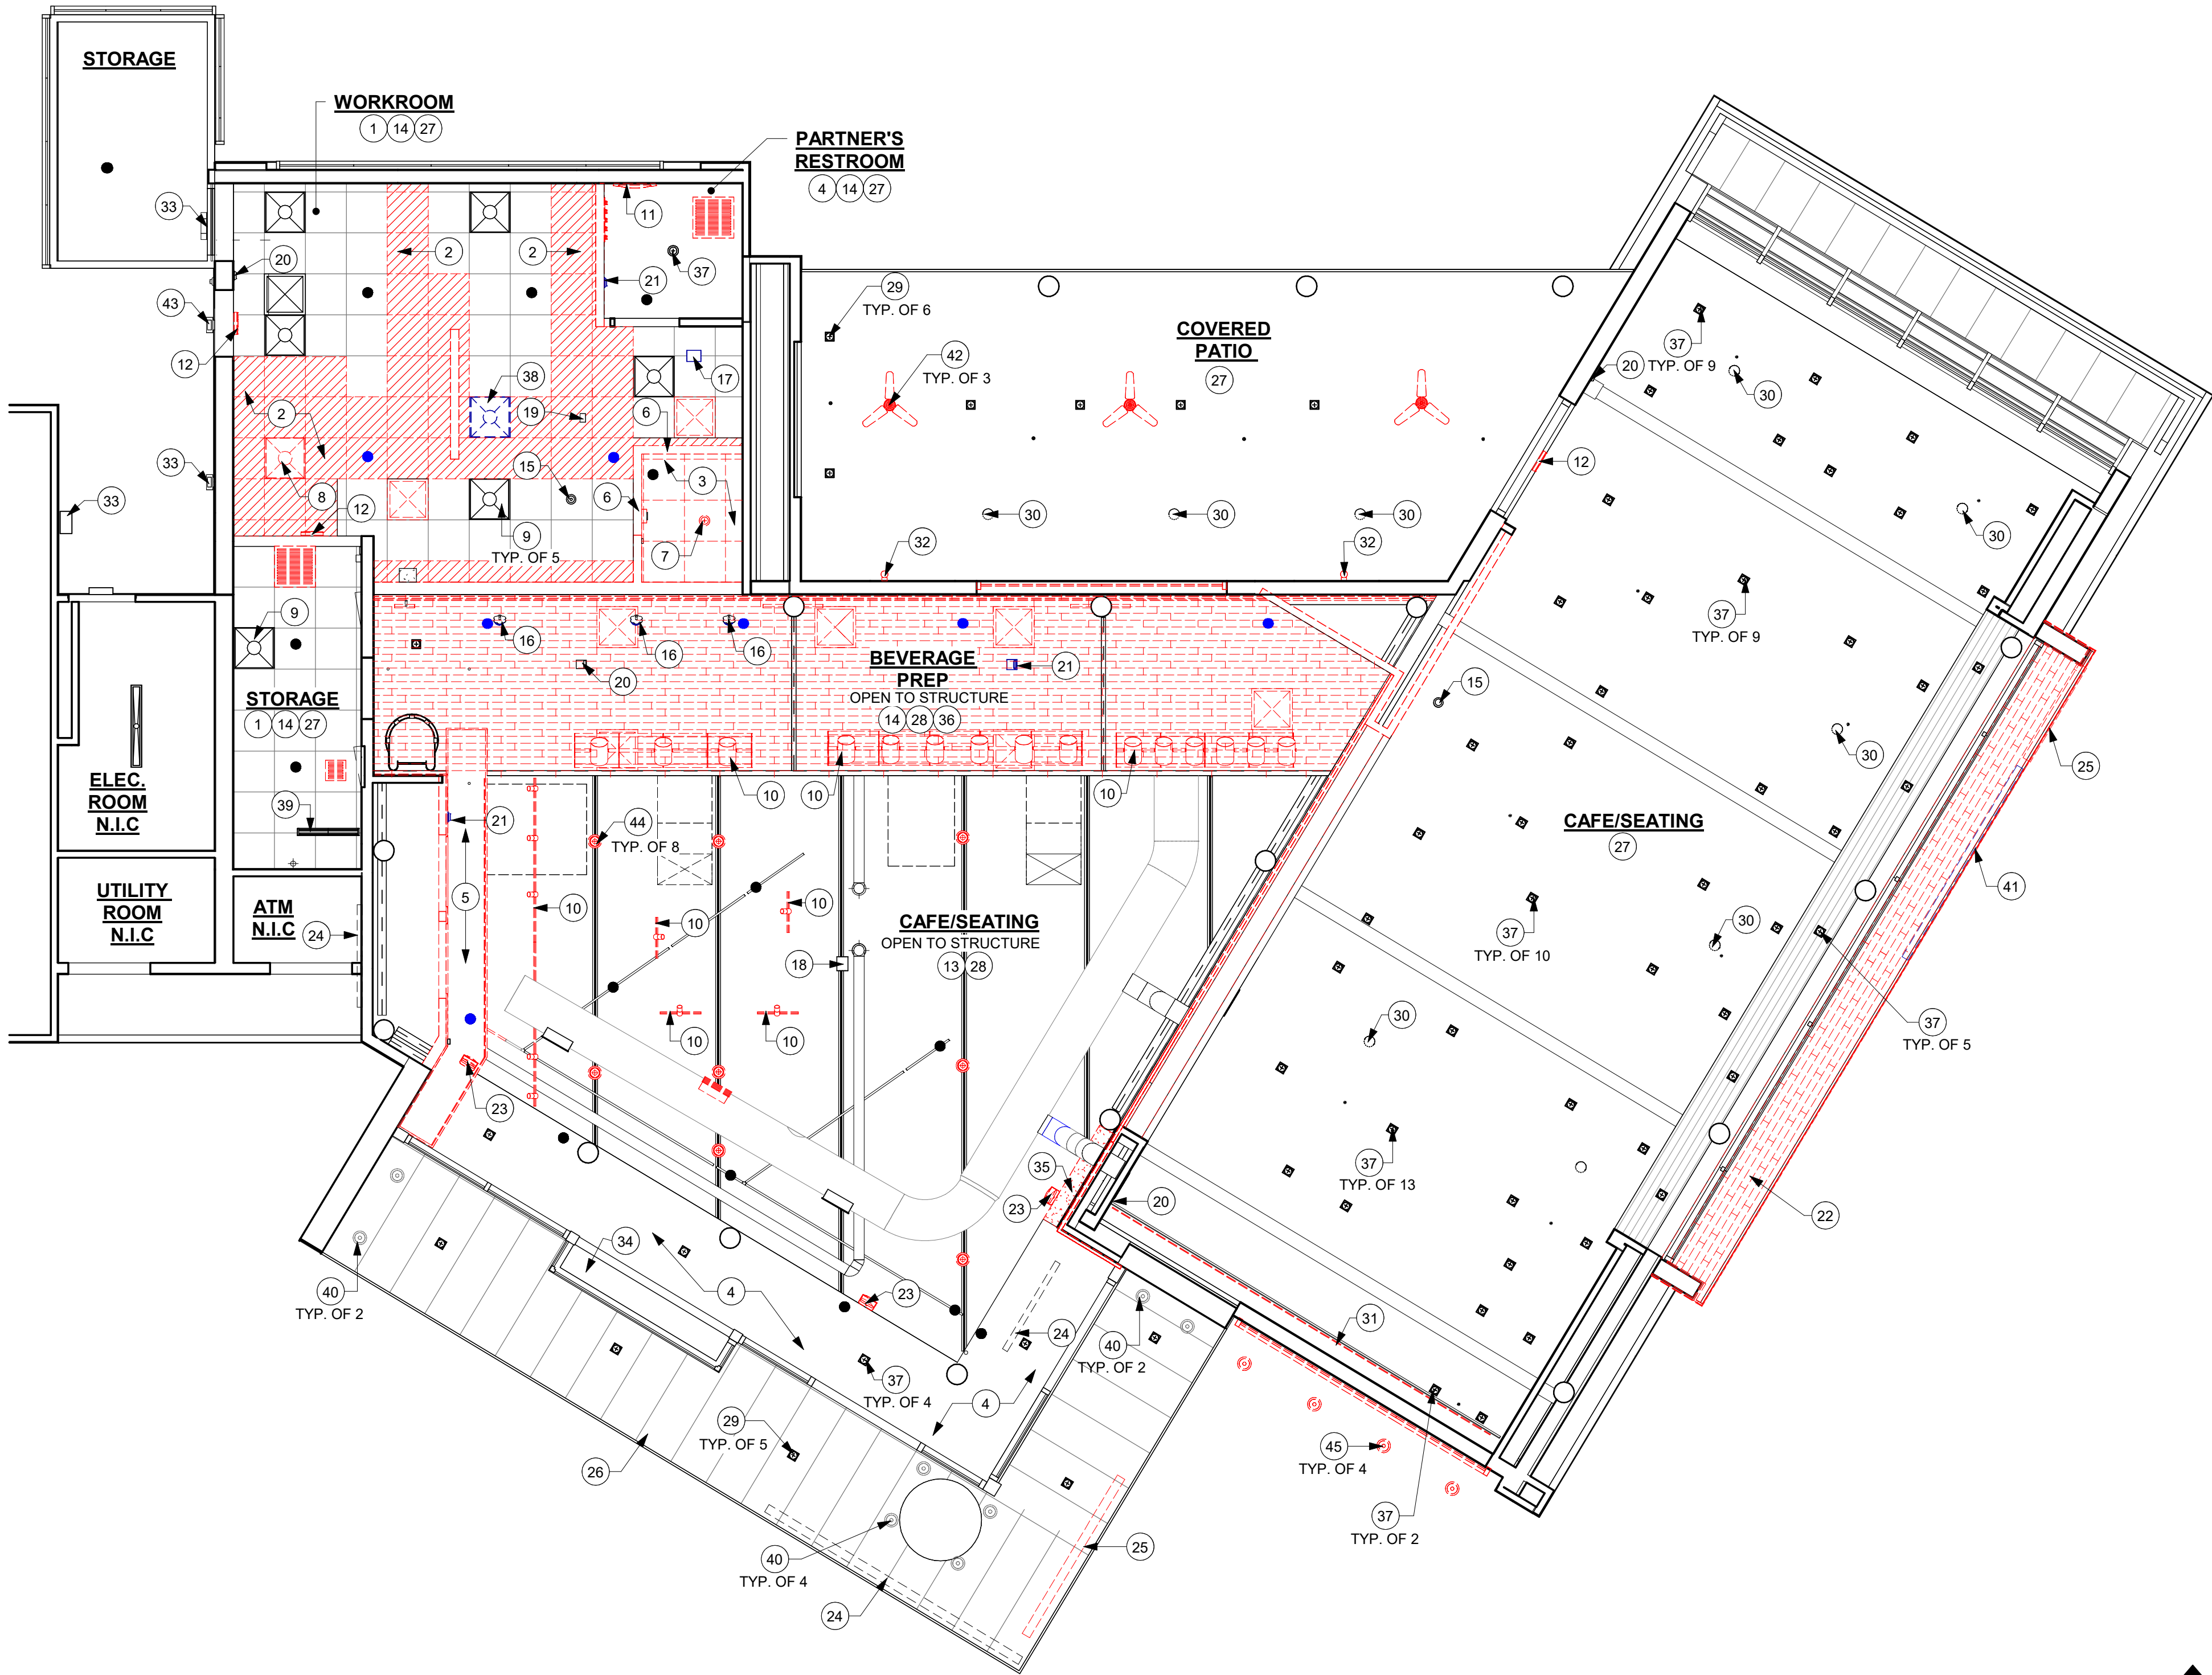 STORAGE
WORKROOM
1 14 27
PARTNER'S
RESTROOM
4 14 27
33
11
2
2
20
37
21
29
TYP. OF 6
43
COVERED
PATIO
27
37
TYP. OF 9
20
30
12
42
TYP. OF 3
38
17
2
19
6
12
33
15
3
8
6
33
12
9
TYP. OF 5
7
30
30
30
30
32
32
37
TYP. OF 9
9
16
16
16
20
21
BEVERAGE
PREP
OPEN TO STRUCTURE
14 28 36
15
STORAGE
1 14 27
30
25
ELEC.
ROOM
N.I.C
39
10
10
10
21
44
TYP. OF 8
CAFE/SEATING
27
41
UTILITY
ROOM
N.I.C
ATM
N.I.C
24
5
10
10
10
CAFE/SEATING
OPEN TO STRUCTURE
13 28
18
37
TYP. OF 10
30
30
37
TYP. OF 5
10
10
23
35
23
20
37
TYP. OF 13
22
34
4
40
TYP. OF 2
23
24
40
TYP. OF 2
31
37
TYP. OF 4
4
29
TYP. OF 5
26
45
TYP. OF 4
37
TYP. OF 2
40
TYP. OF 4
25
24